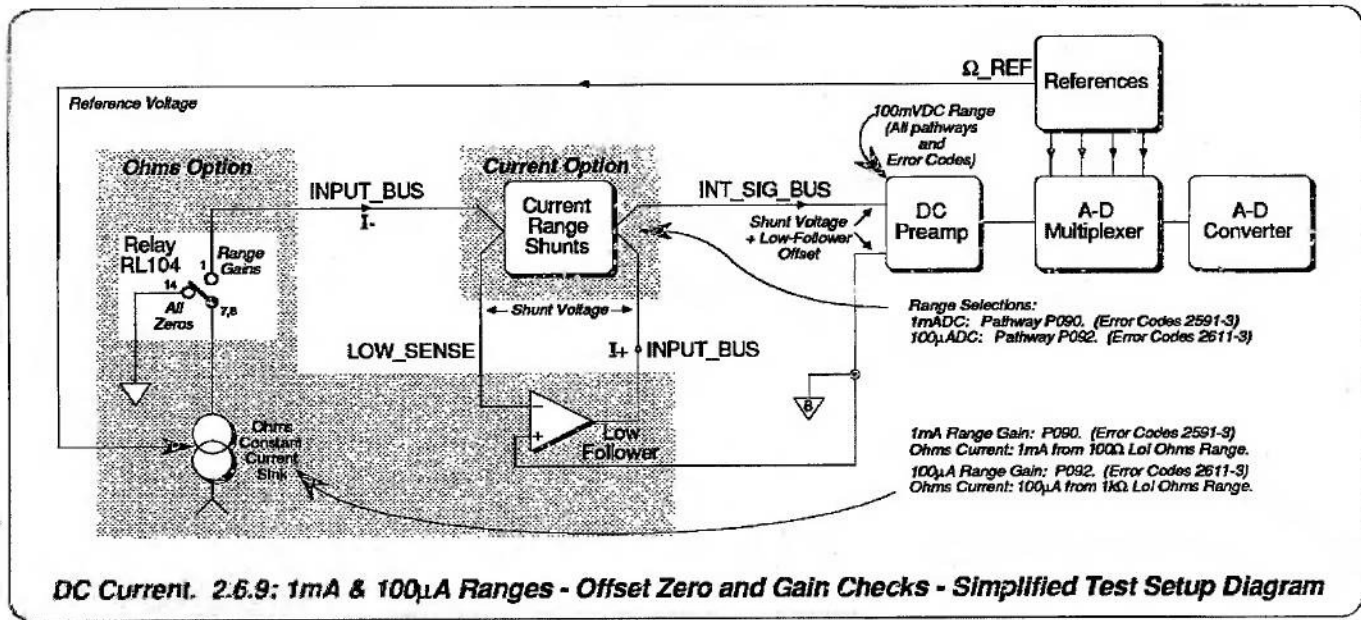 Ω_REF
References
Reference Voltage
100mVDC Range
(All pathways
and
Error Codes)
Ohms Option
Current Option
INPUT_BUS
I-
Current
Range
Shunts
INT_SIG_BUS
Shunt Voltage
+ Low-Follower
Offset
DC
Preamp
A-D
Multiplexer
A-D
Converter
Relay
RL104
1
Range
Gains
14
All
Zeros
7,8
Shunt Voltage
LOW_SENSE
I+
INPUT_BUS
Range Selections:
1mADC: Pathway P090. (Error Codes 2591-3)
100µADC: Pathway P092. (Error Codes 2611-3)
8
-
+
Low
Follower
Ohms
Constant
Current
Sink
1mA Range Gain: P090. (Error Codes 2591-3)
Ohms Current: 1mA from 100Ω LoI Ohms Range.
100µA Range Gain: P092. (Error Codes 2611-3)
Ohms Current: 100µA from 1kΩ LoI Ohms Range.
DC Current. 2.6.9: 1mA & 100µA Ranges - Offset Zero and Gain Checks - Simplified Test Setup Diagram